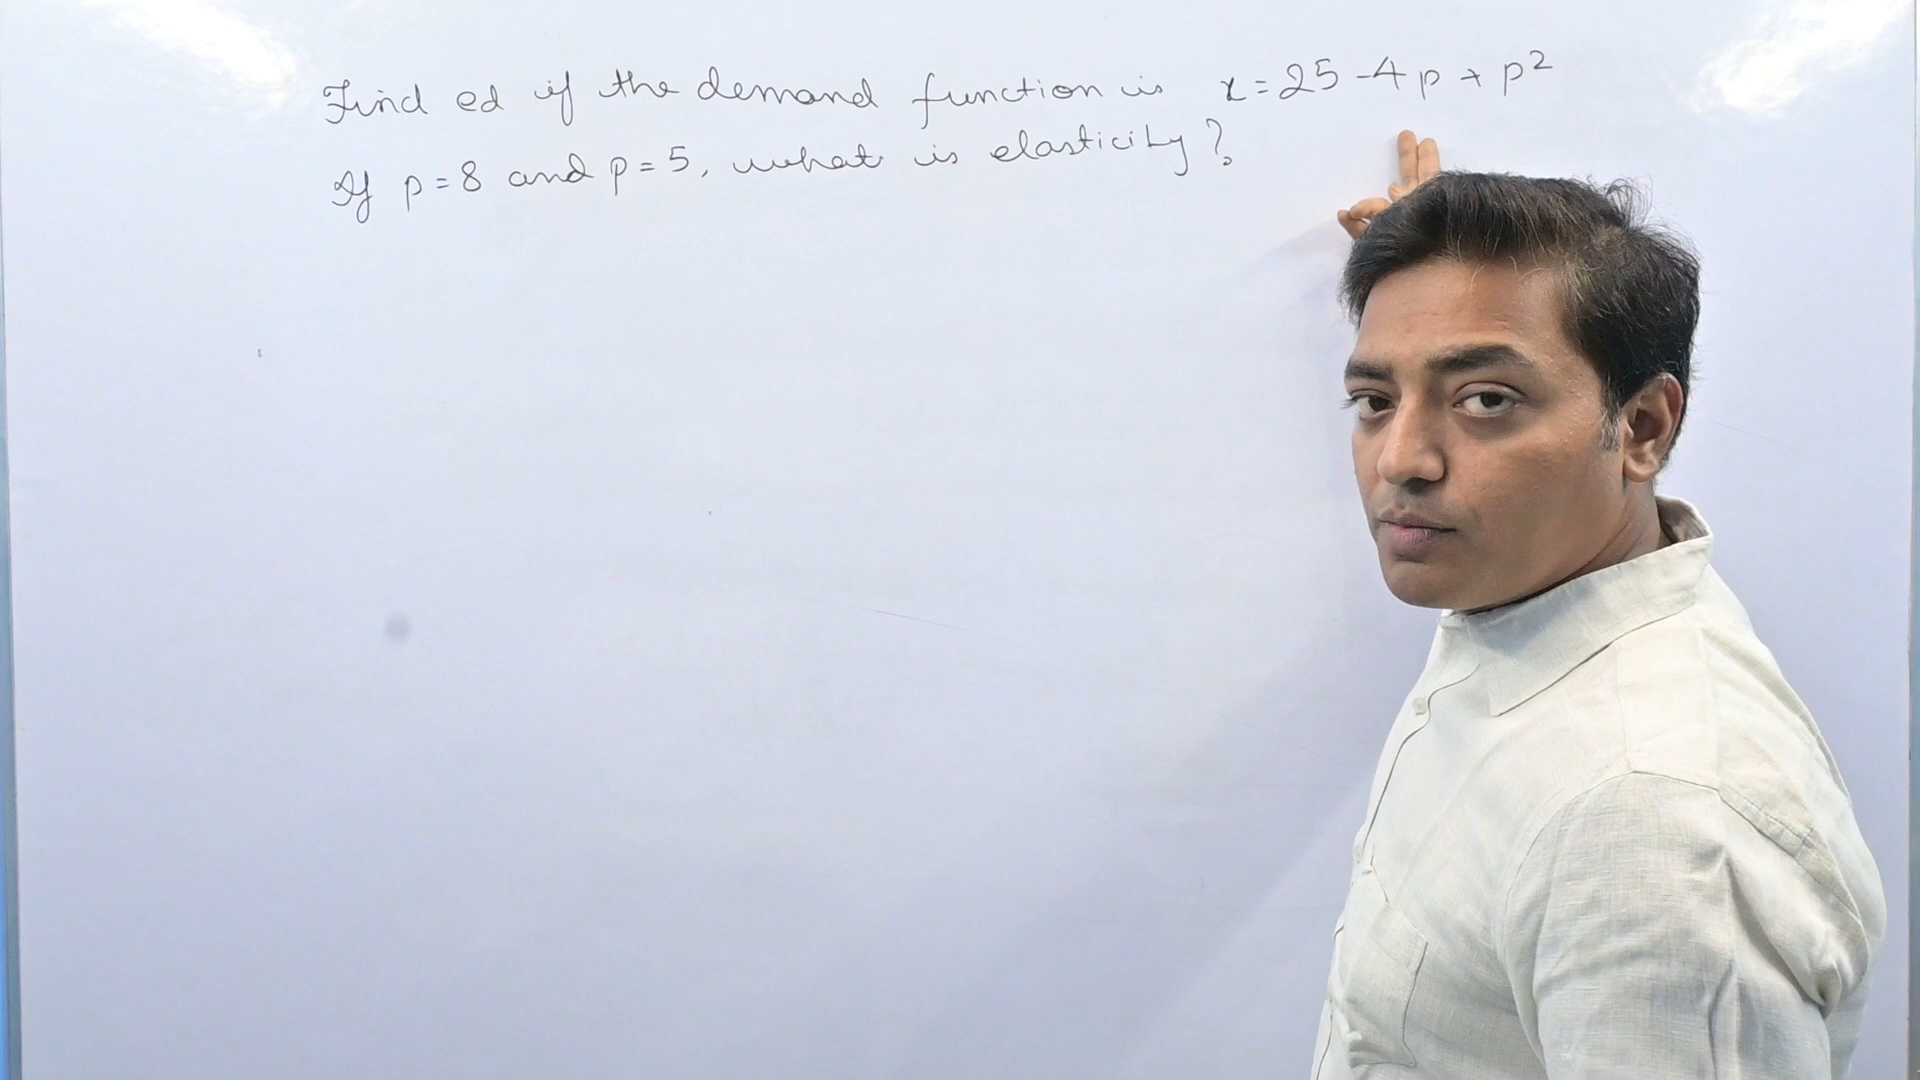 Find ed if the demand function is x = 25 - 4p + p²
If p = 8 and p = 5, what is elasticity?